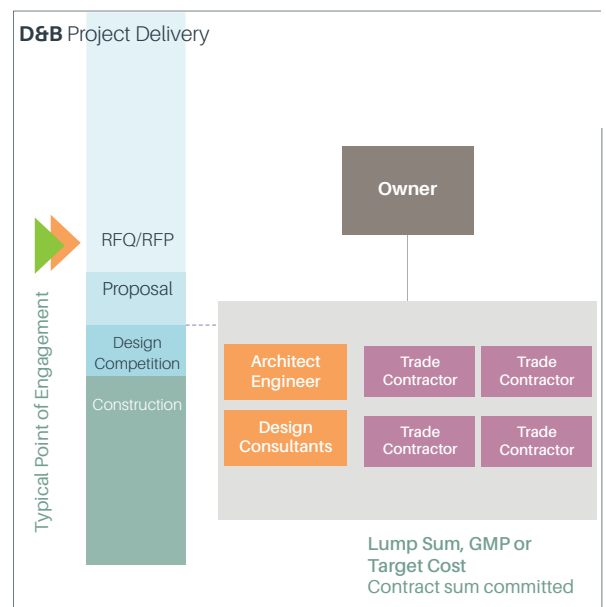 D&B Project Delivery
Owner
RFQ/RFP
Proposal
Design
Competition
Construction
Typical Point of Engagement
Architect
Engineer
Trade
Contractor
Trade
Contractor
Design
Consultants
Trade
Contractor
Trade
Contractor
Lump Sum, GMP or
Target Cost
Contract sum committed